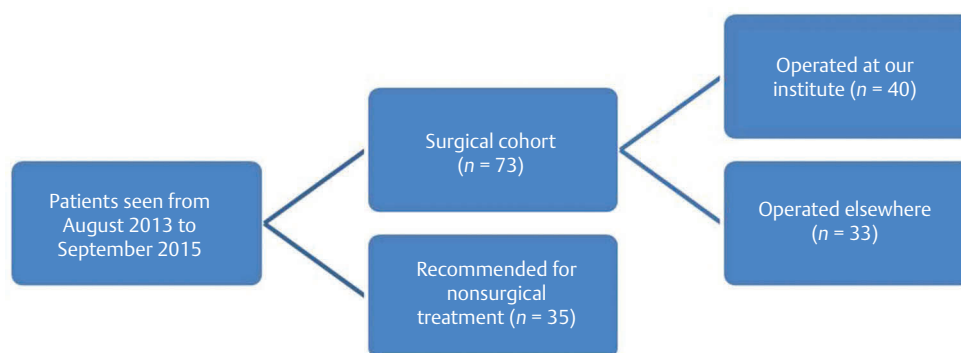 Patients seen from
August 2013 to
September 2015
Surgical cohort
(n = 73)
Recommended for
nonsurgical
treatment (n = 35)
Operated at our
institute (n = 40)
Operated elsewhere
(n = 33)